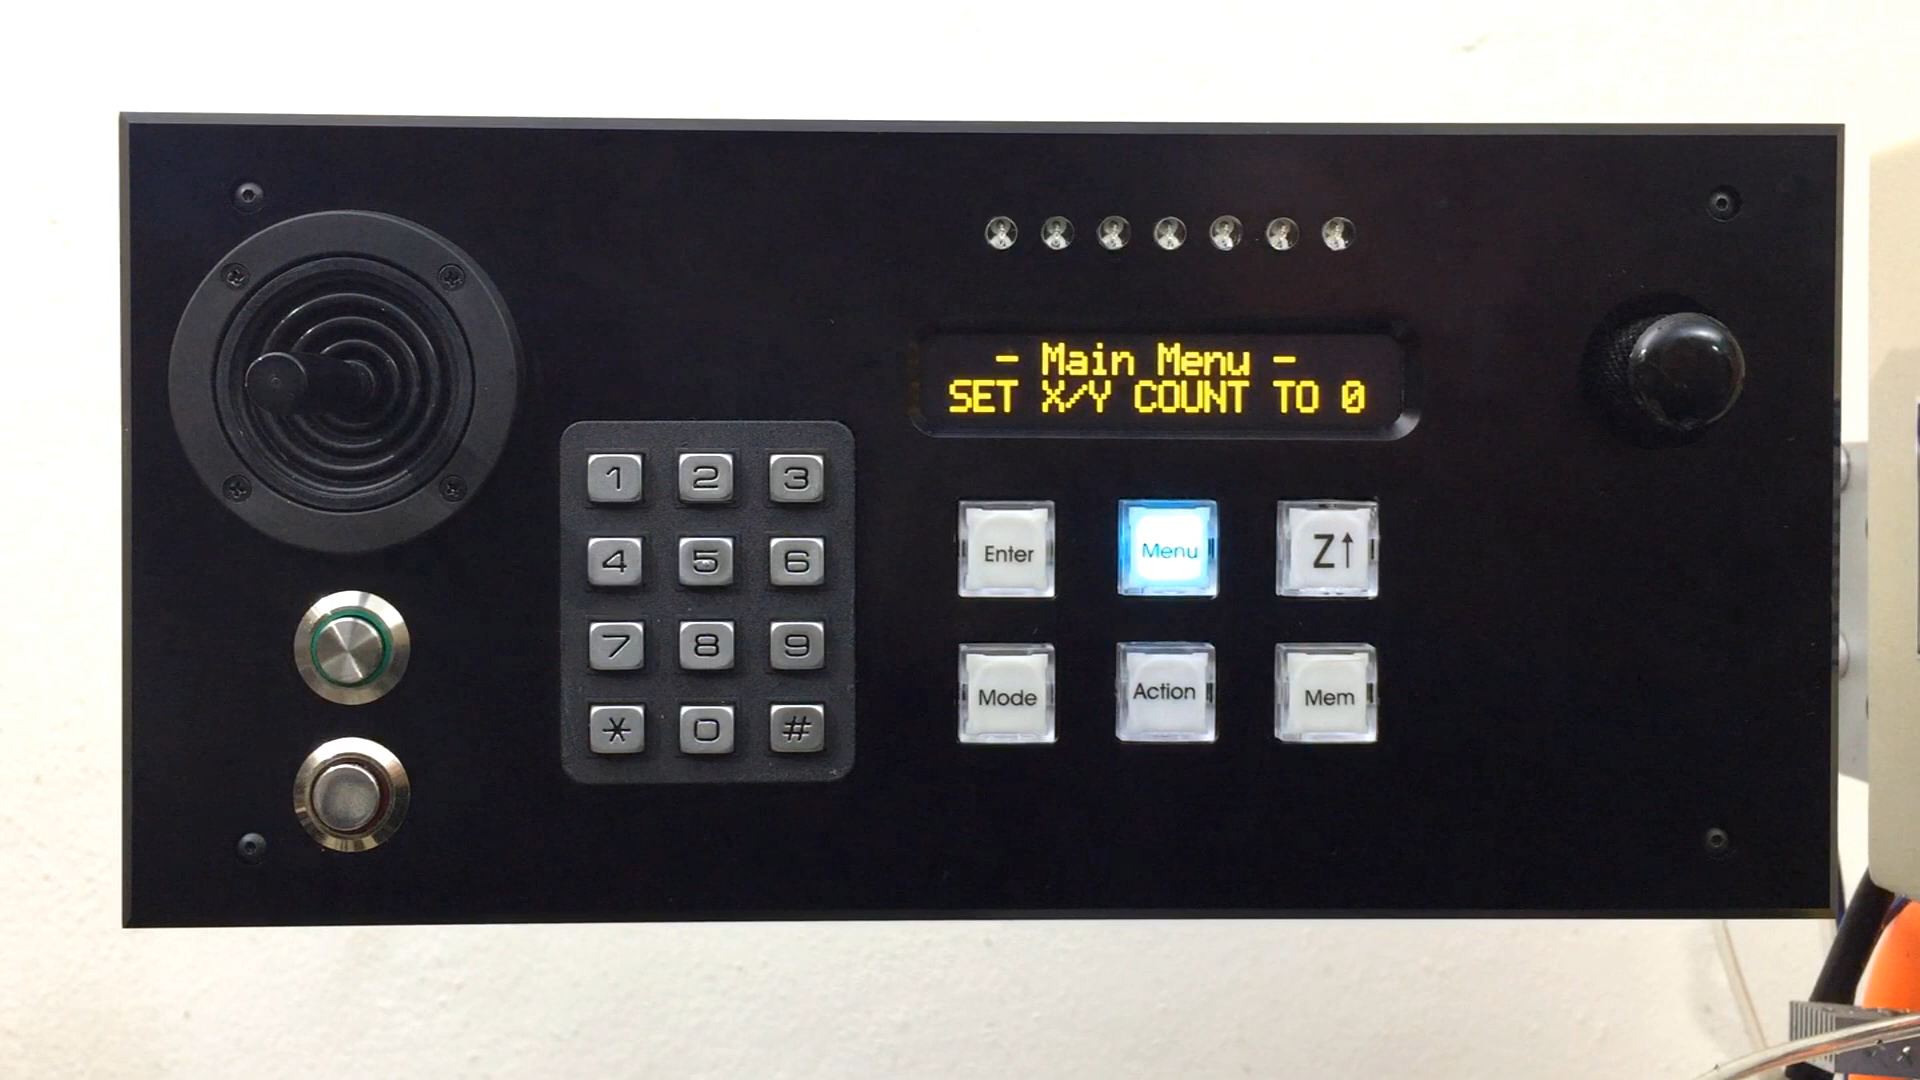 - Main Menu -
SET X/Y COUNT TO 0
1 2 3
4 5 6
7 8 9
* 0 #
Enter Menu Z↑
Mode Action Mem